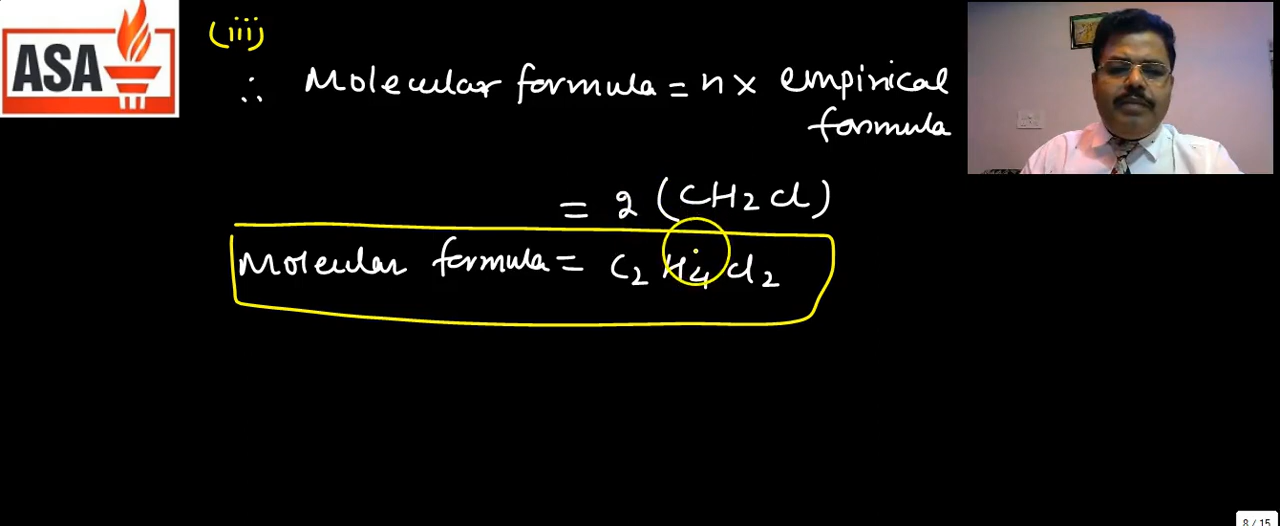 ASA
(iii)
∴ Molecular formula = n × empirical
formula
= 2 (CH2Cl)
Molecular formula = C2H4Cl2
8 / 15